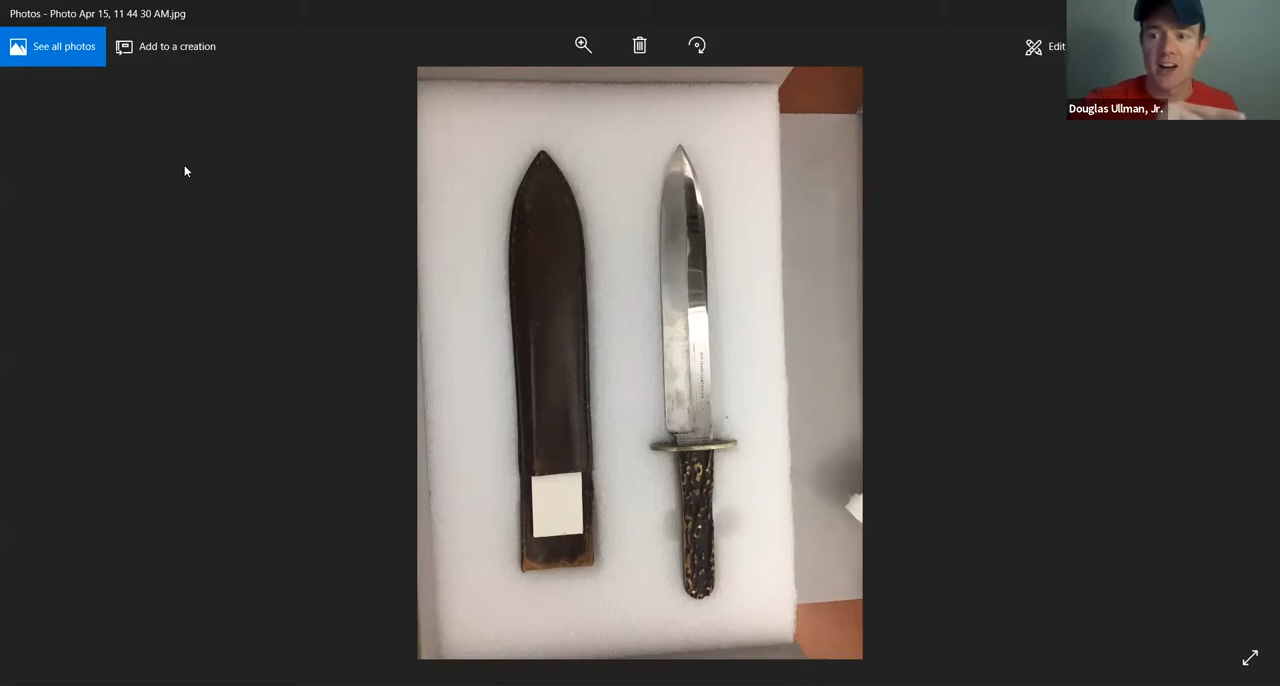 Photos - Photo Apr 15, 11 44 30 AM.jpg
See all photos
Add to a creation
Edit
Douglas Ullman, Jr.